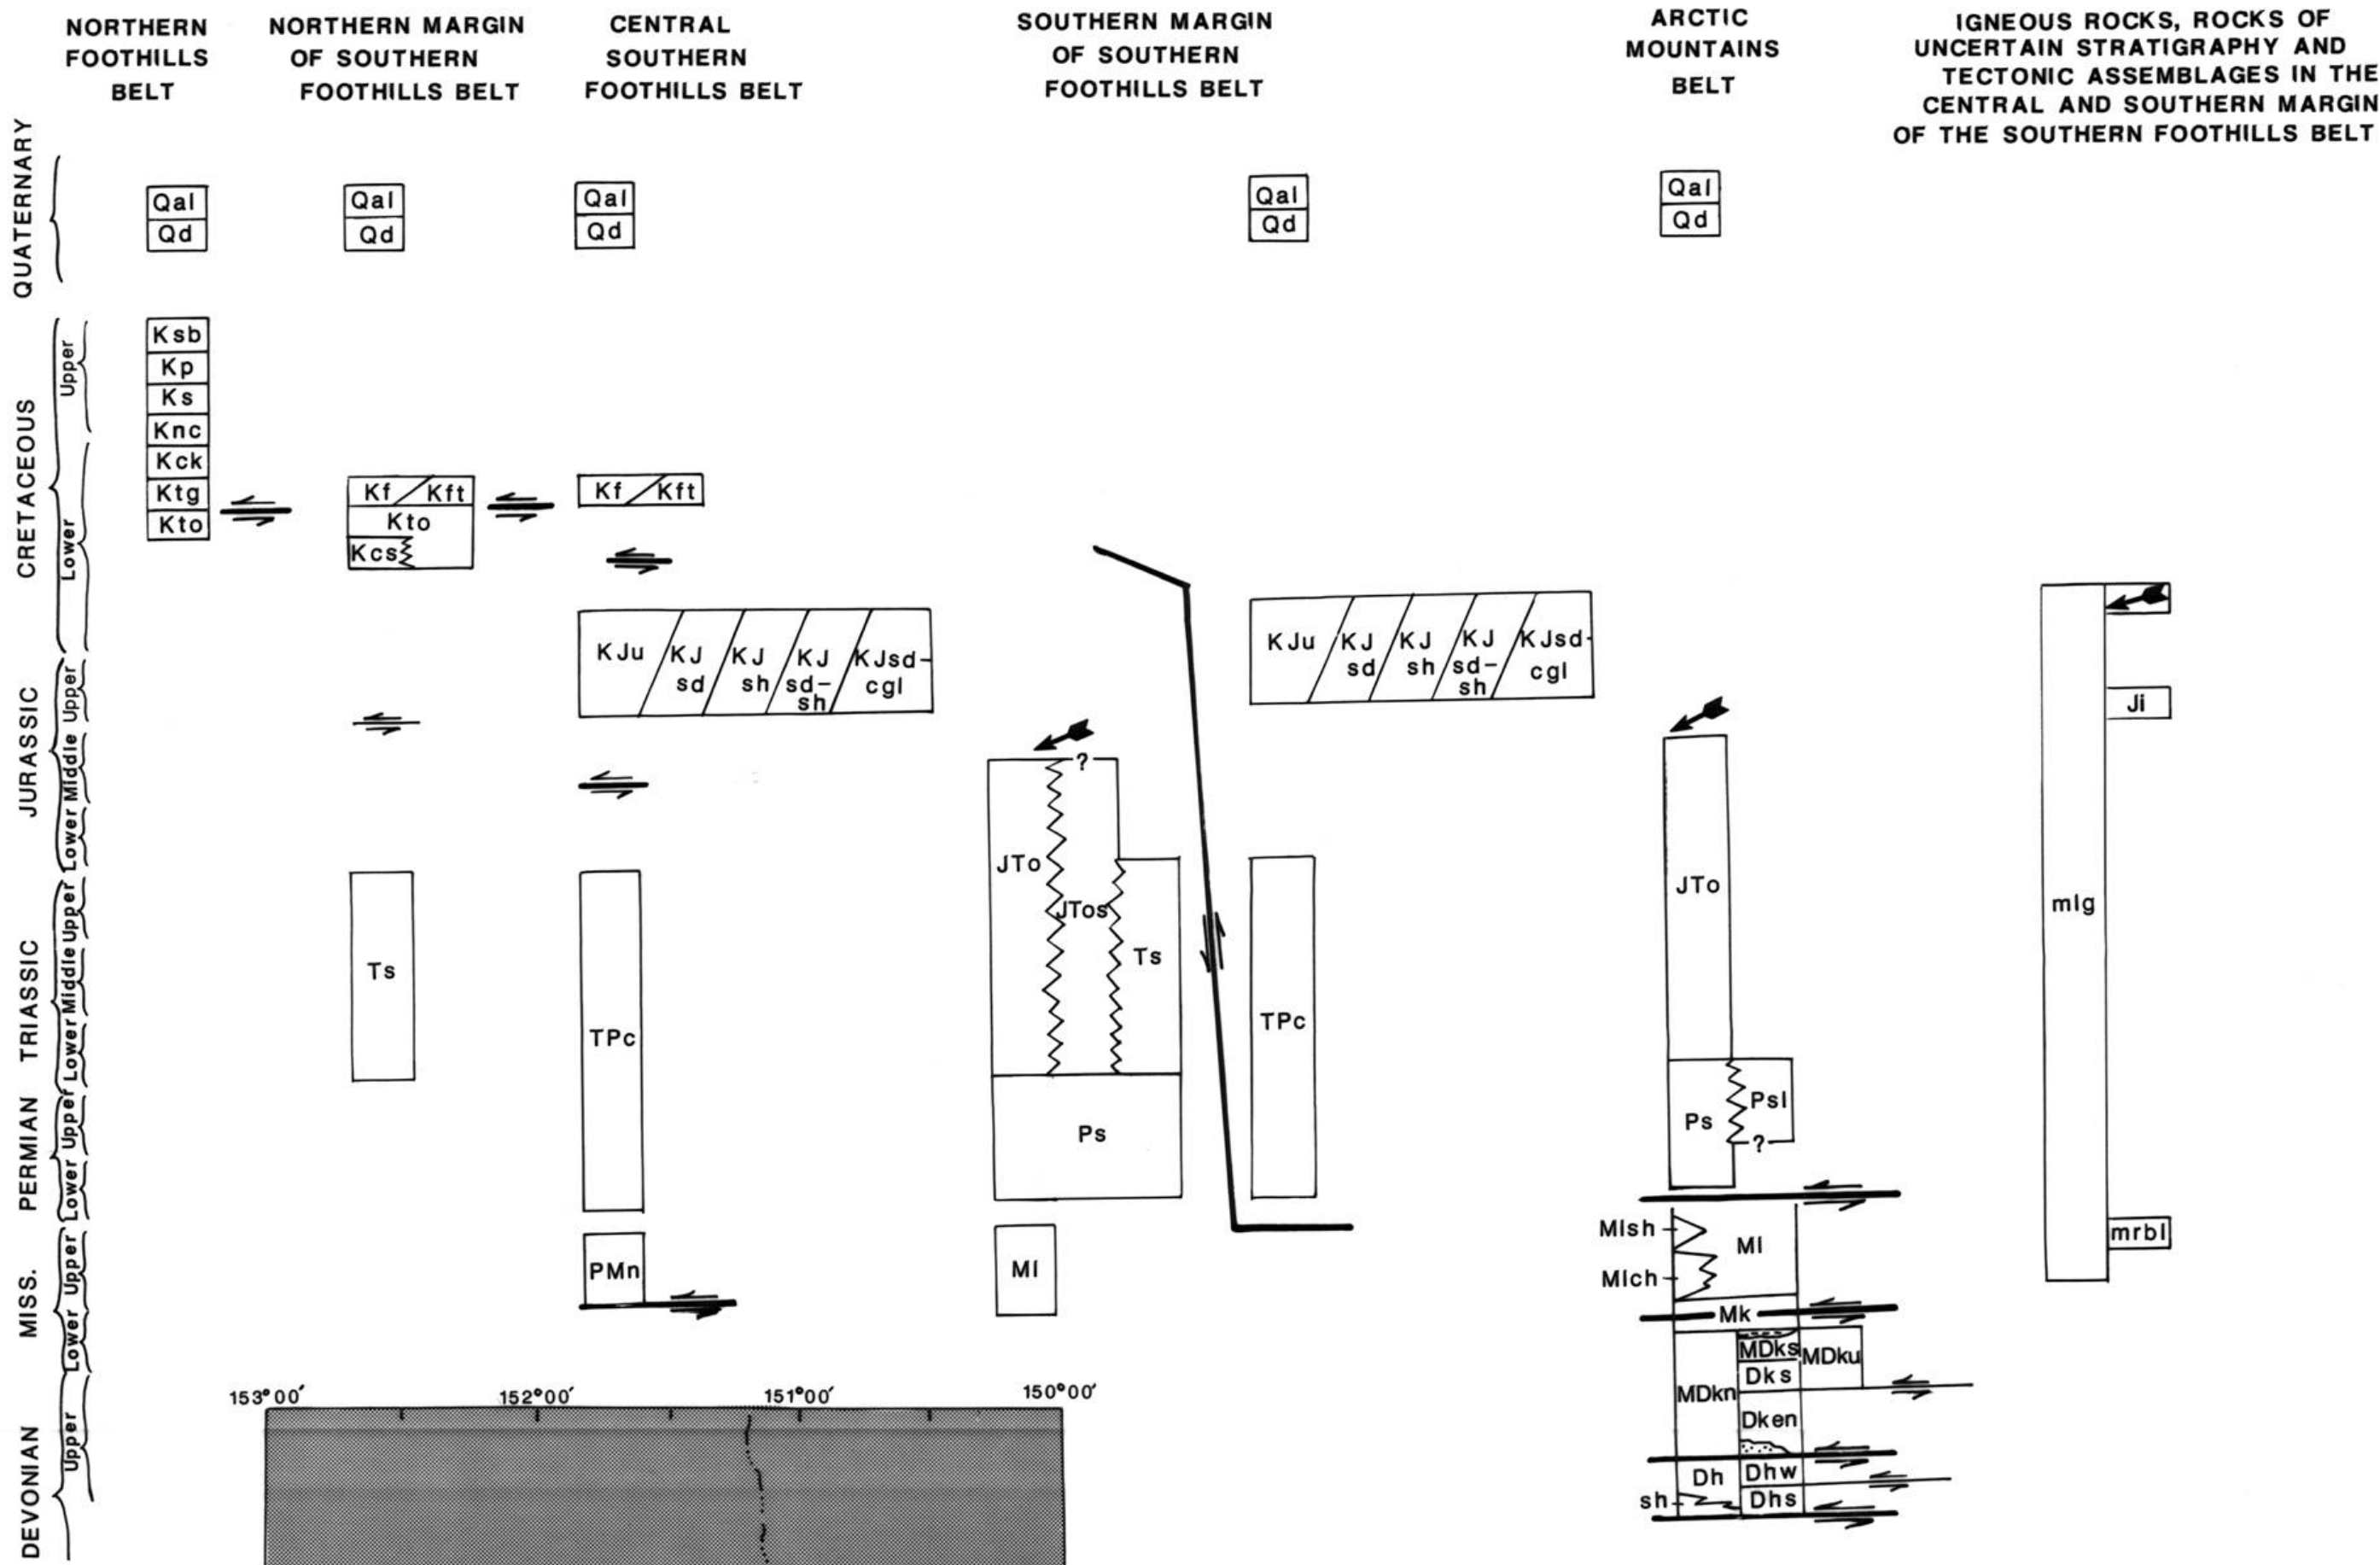 NORTHERN
FOOTHILLS
BELT
NORTHERN MARGIN
OF SOUTHERN
FOOTHILLS BELT
CENTRAL
SOUTHERN
FOOTHILLS BELT
SOUTHERN MARGIN
OF SOUTHERN
FOOTHILLS BELT
ARCTIC
MOUNTAINS
BELT
IGNEOUS ROCKS, ROCKS OF
UNCERTAIN STRATIGRAPHY AND
TECTONIC ASSEMBLAGES IN THE
CENTRAL AND SOUTHERN MARGIN
OF THE SOUTHERN FOOTHILLS BELT
QUATERNARY
CRETACEOUS
Upper
Lower
JURASSIC
Upper
Middle
Lower
TRIASSIC
Upper
Middle
Lower
PERMIAN
Upper
Lower
MISS.
Upper
Lower
DEVONIAN
Upper
Qal
Qd
Ksb
Kp
Ks
Knc
Kck
Ktg
Kto
Qal
Qd
Kf Kft
Kto
Kcs
Ts
Qal
Qd
Kf Kft
KJu
KJ
sd
KJ
sh
KJ
sd-
sh
KJsd-
cgl
TPc
PMn
?
JTo
JTos
Ts
Ps
Ml
Qal
Qd
KJu
KJ
sd
KJ
sh
KJ
sd-
sh
KJsd-
cgl
TPc
Qal
Qd
JTo
Ps
Psl
?
Mlsh
Ml
Mlch
Mk
MDks
MDku
Dks
MDkn
Dken
Dh
Dhw
sh
Dhs
Ji
mlg
mrbl
153°00′
152°00′
151°00′
150°00′